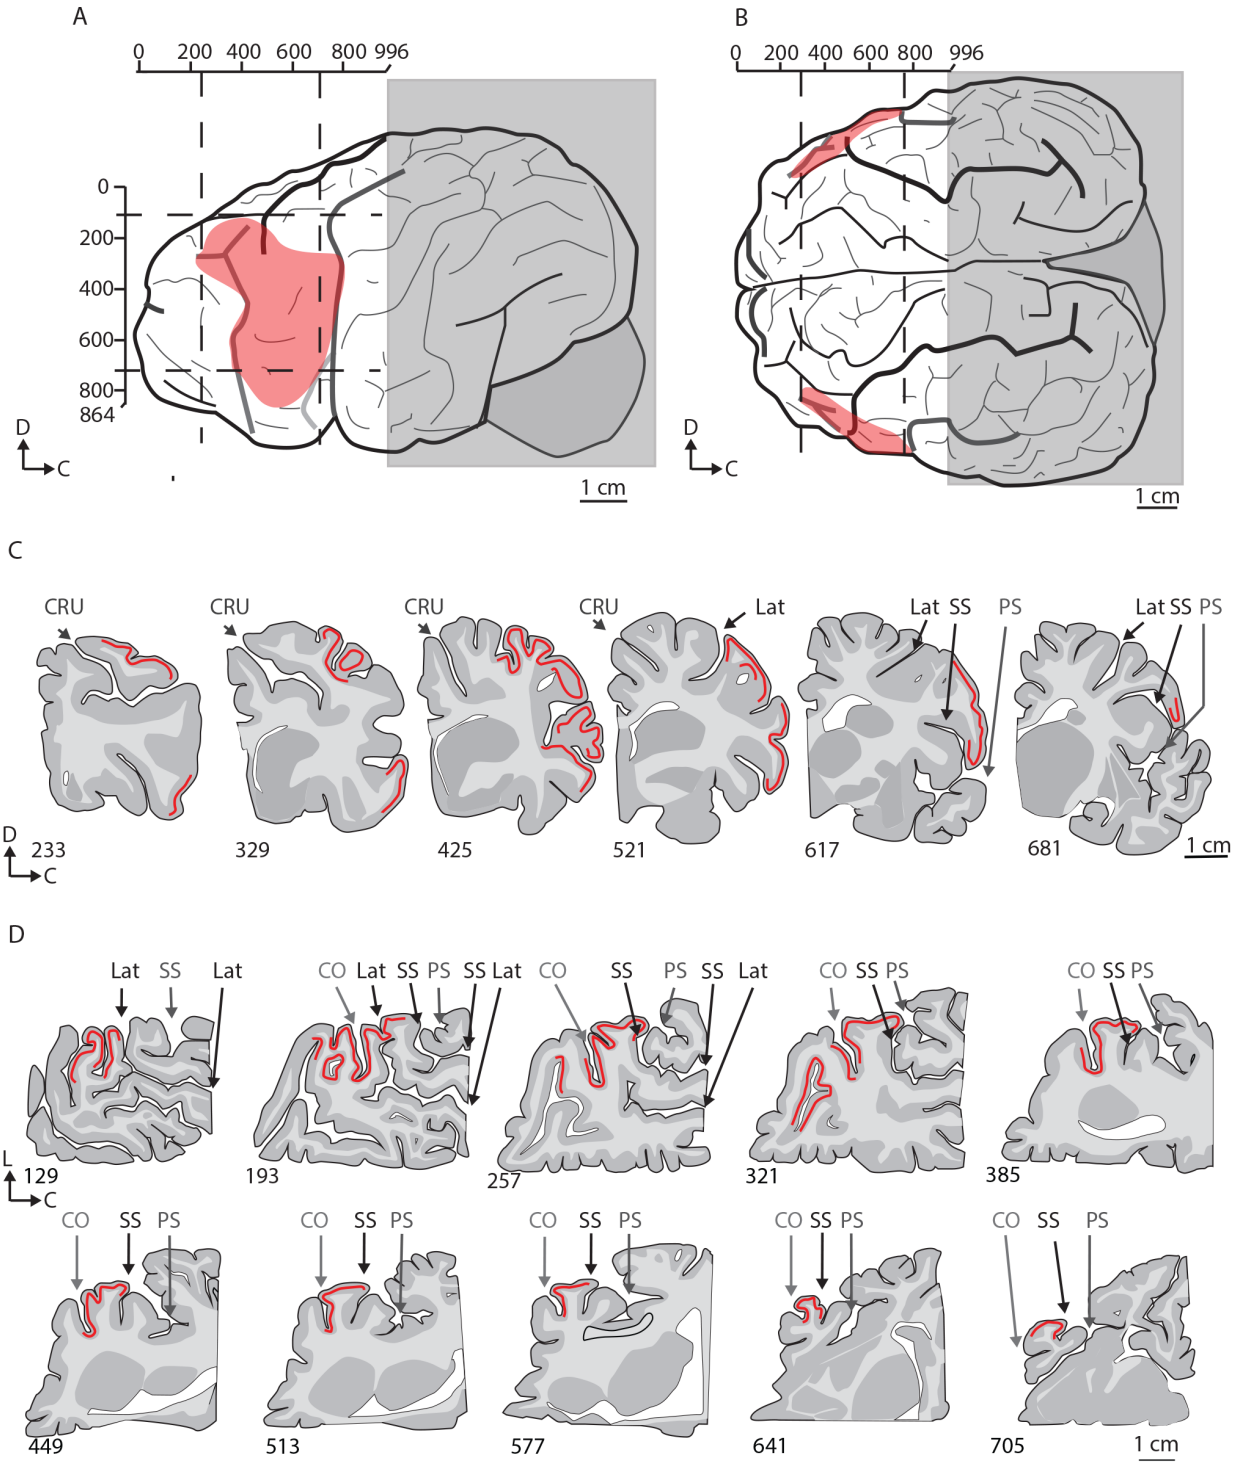 A
B
0 200 400 600 800 996
0 200 400 600 800 996
0
200
400
600
800
864
D
C
1 cm
D
C
1 cm
C
CRU CRU CRU CRU Lat Lat SS PS Lat SS PS
D
C
233 329 425 521 617 681 1 cm
D
Lat SS Lat CO Lat SS PS SS Lat CO SS PS SS Lat CO SS PS CO SS PS
L
C
129 193 257 321 385
CO SS PS CO SS PS CO SS PS CO SS PS CO SS PS
449 513 577 641 705 1 cm